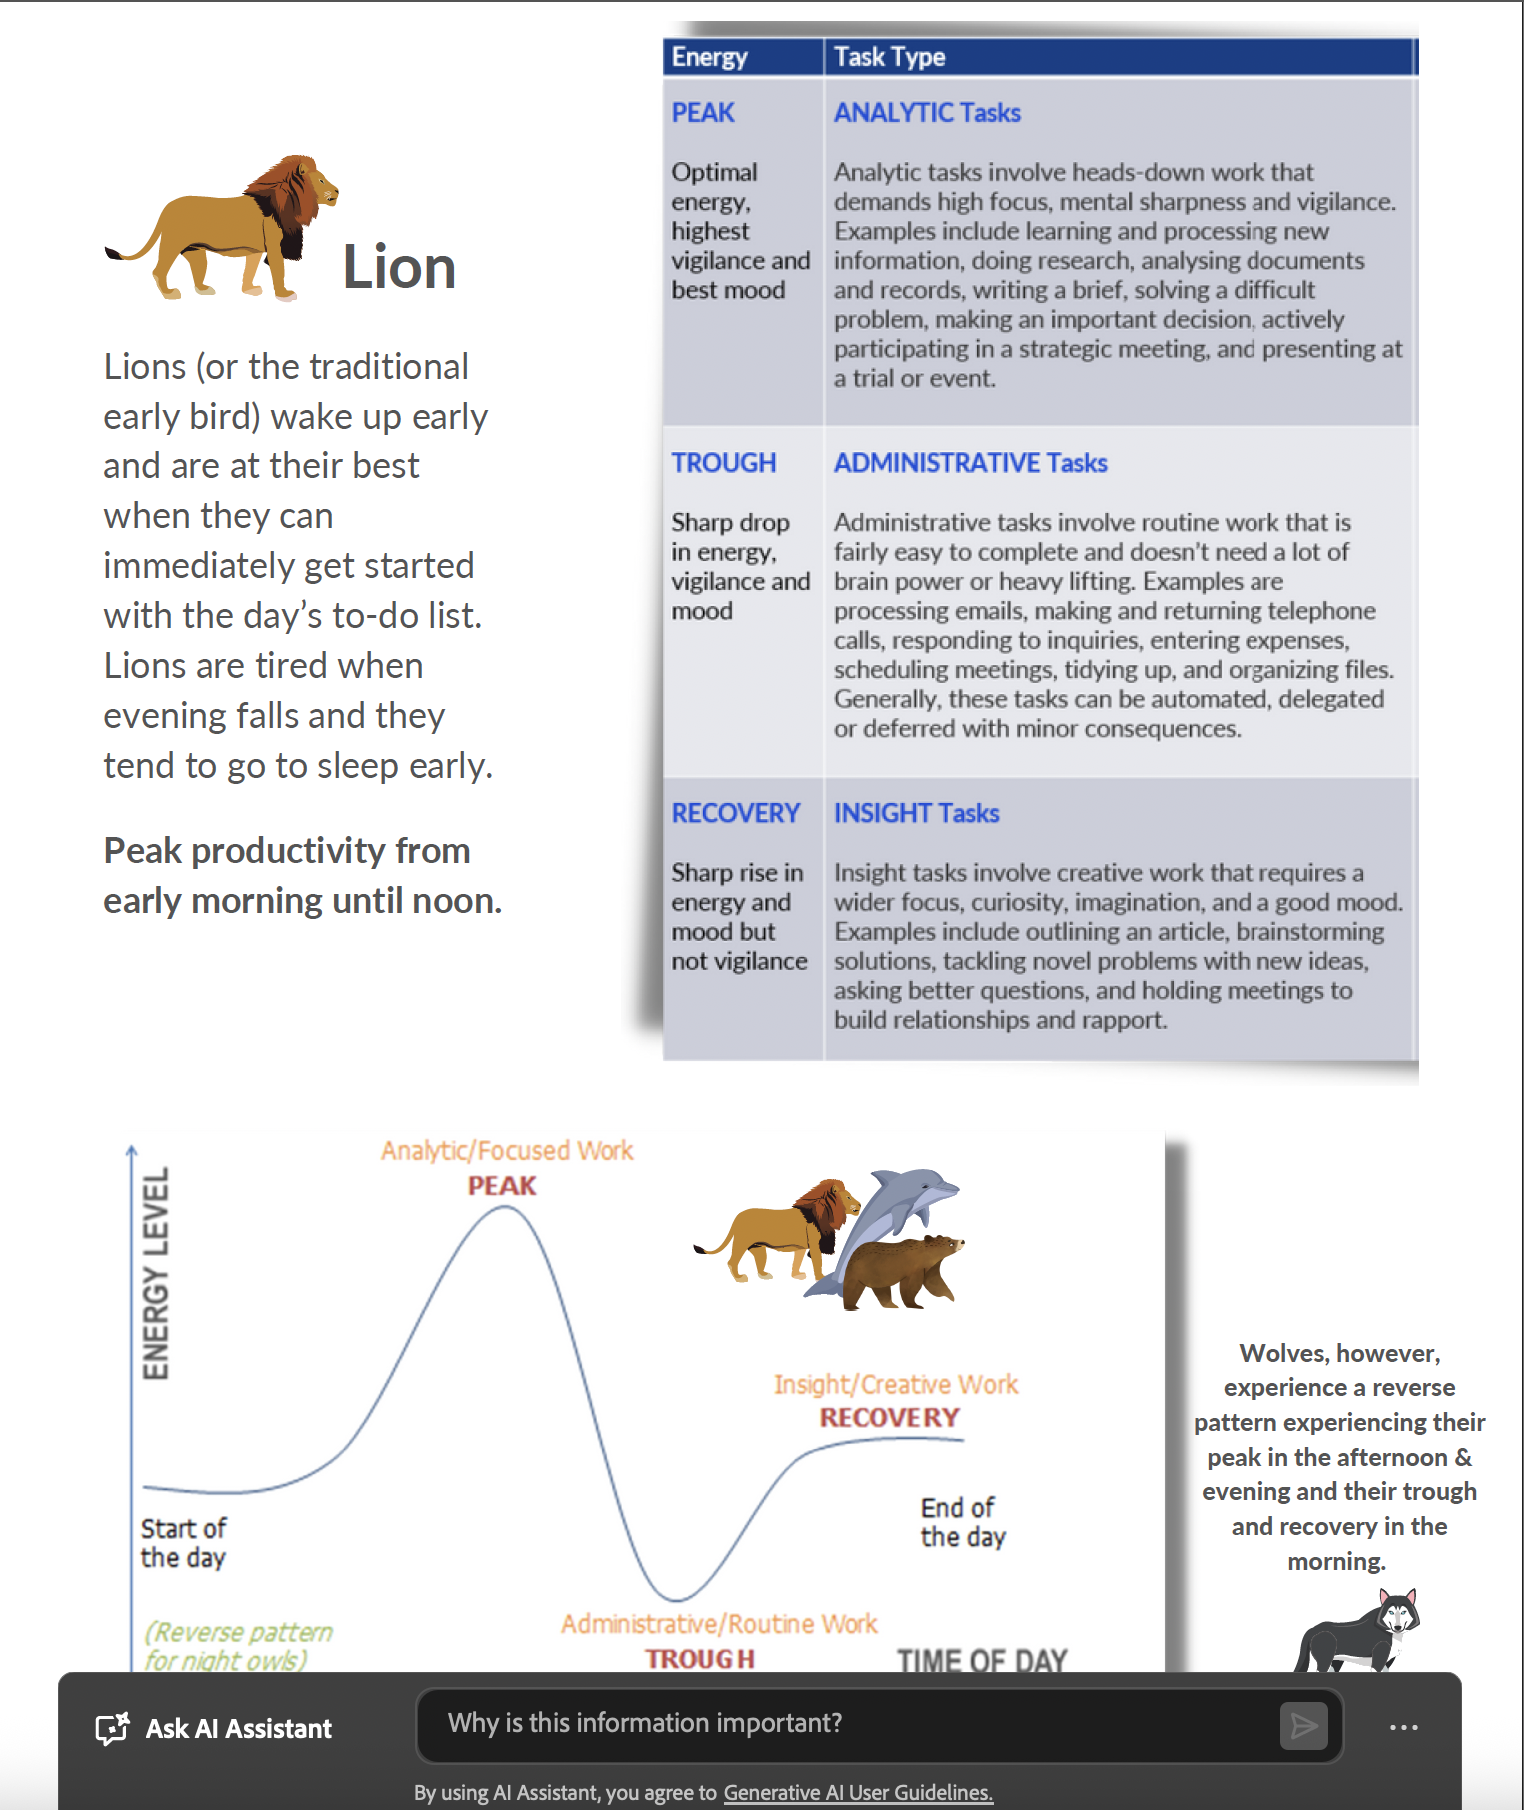 Lion
Lions (or the traditional
early bird) wake up early
and are at their best
when they can
immediately get started
with the day's to-do list.
Lions are tired when
evening falls and they
tend to go to sleep early.
Peak productivity from
early morning until noon.
Energy Task Type
PEAK
Optimal
energy,
highest
vigilance and
best mood
ANALYTIC Tasks
Analytic tasks involve heads-down work that
demands high focus, mental sharpness and vigilance.
Examples include learning and processing new
information, doing research, analysing documents
and records, writing a brief, solving a difficult
problem, making an important decision, actively
participating in a strategic meeting, and presenting at
a trial or event.
TROUGH
Sharp drop
in energy,
vigilance and
mood
ADMINISTRATIVE Tasks
Administrative tasks involve routine work that is
fairly easy to complete and doesn't need a lot of
brain power or heavy lifting. Examples are
processing emails, making and returning telephone
calls, responding to inquiries, entering expenses,
scheduling meetings, tidying up, and organizing files.
Generally, these tasks can be automated, delegated
or deferred with minor consequences.
RECOVERY
Sharp rise in
energy and
mood but
not vigilance
INSIGHT Tasks
Insight tasks involve creative work that requires a
wider focus, curiosity, imagination, and a good mood.
Examples include outlining an article, brainstorming
solutions, tackling novel problems with new ideas,
asking better questions, and holding meetings to
build relationships and rapport.
ENERGY LEVEL
Analytic/Focused Work
PEAK
Insight/Creative Work
RECOVERY
Start of
the day
End of
the day
(Reverse pattern
for night owls)
Administrative/Routine Work
TROUGH
TIME OF DAY
Wolves, however,
experience a reverse
pattern experiencing their
peak in the afternoon &
evening and their trough
and recovery in the
morning.
Ask AI Assistant
Why is this information important?
By using AI Assistant, you agree to Generative AI User Guidelines.